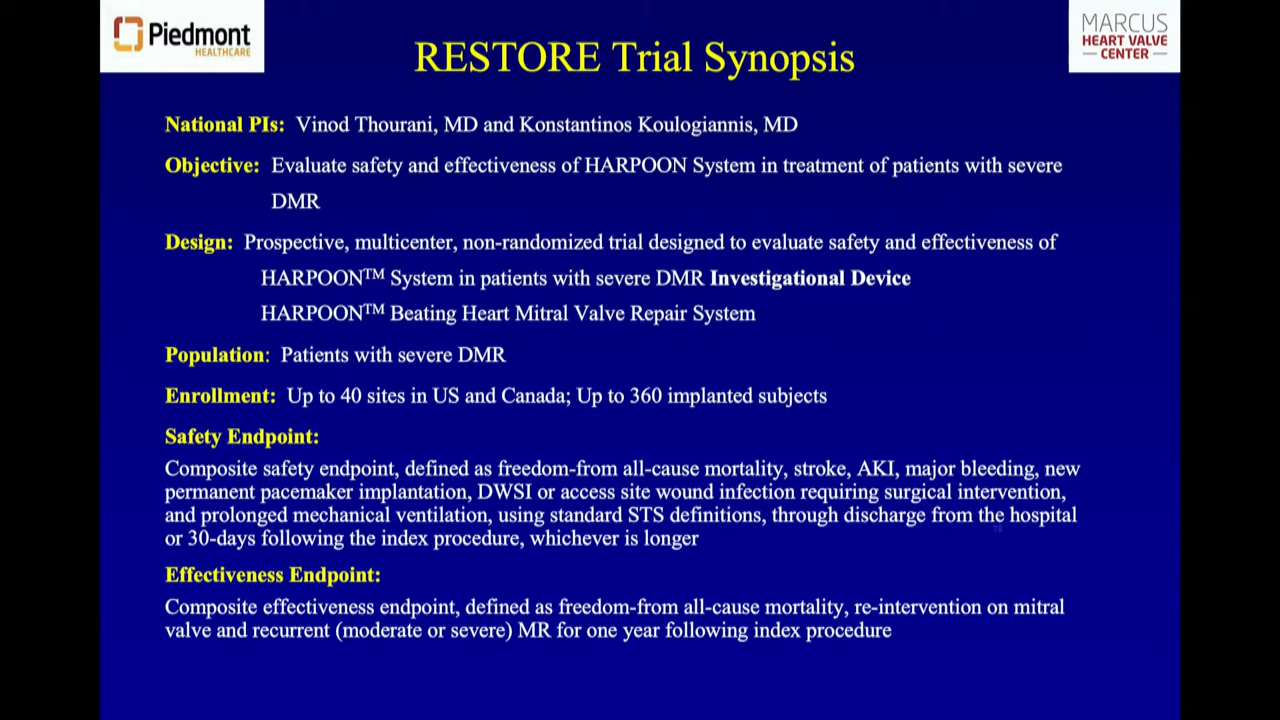 Piedmont
HEALTHCARE
MARCUS
HEART VALVE
CENTER
RESTORE Trial Synopsis
National PIs: Vinod Thourani, MD and Konstantinos Koulogiannis, MD
Objective: Evaluate safety and effectiveness of HARPOON System in treatment of patients with severe
DMR
Design: Prospective, multicenter, non-randomized trial designed to evaluate safety and effectiveness of
HARPOON™ System in patients with severe DMR Investigational Device
HARPOON™ Beating Heart Mitral Valve Repair System
Population: Patients with severe DMR
Enrollment: Up to 40 sites in US and Canada; Up to 360 implanted subjects
Safety Endpoint:
Composite safety endpoint, defined as freedom-from all-cause mortality, stroke, AKI, major bleeding, new
permanent pacemaker implantation, DWSI or access site wound infection requiring surgical intervention,
and prolonged mechanical ventilation, using standard STS definitions, through discharge from the hospital
or 30-days following the index procedure, whichever is longer
Effectiveness Endpoint:
Composite effectiveness endpoint, defined as freedom-from all-cause mortality, re-intervention on mitral
valve and recurrent (moderate or severe) MR for one year following index procedure